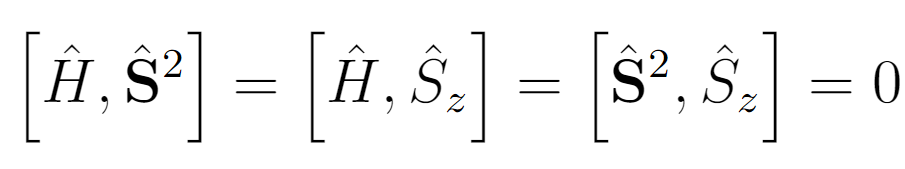 [Ĥ, Ŝ²] = [Ĥ, Ŝ_z] = [Ŝ², Ŝ_z] = 0